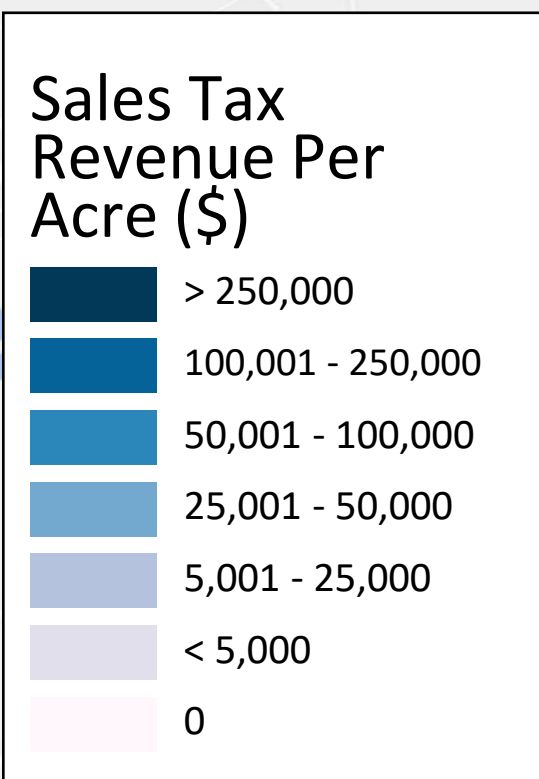 Sales Tax
Revenue Per
Acre ($)
> 250,000
100,001 - 250,000
50,001 - 100,000
25,001 - 50,000
5,001 - 25,000
< 5,000
0